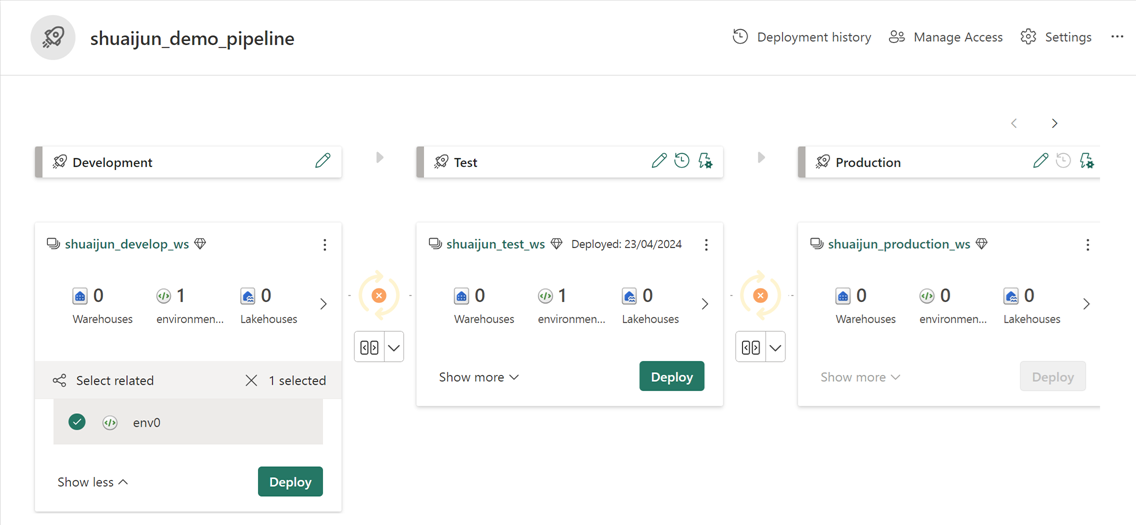 shuaijun_demo_pipeline
Deployment history
Manage Access
Settings
Development
Test
Production
shuaijun_develop_ws
0
1
0
Warehouses
environmen...
Lakehouses
Select related
1 selected
env0
Show less
Deploy
shuaijun_test_ws
Deployed: 23/04/2024
0
1
0
Warehouses
environmen...
Lakehouses
Show more
Deploy
shuaijun_production_ws
0
0
0
Warehouses
environmen...
Lakehouses
Show more
Deploy